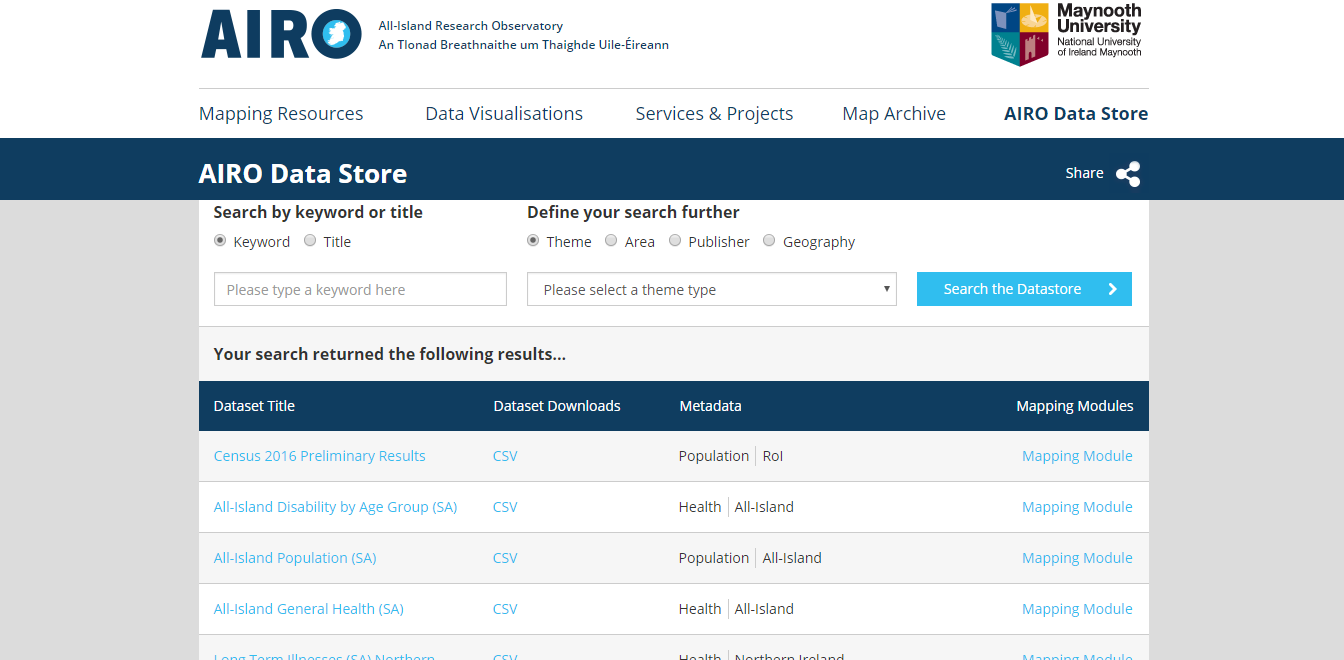 AIRO
All-Island Research Observatory
An Tlonad Breathnaithe um Thaighde Uile-Éireann
Maynooth
University
National University
of Ireland Maynooth
Mapping Resources Data Visualisations Services & Projects Map Archive AIRO Data Store
AIRO Data Store Share
Search by keyword or title Define your search further
Keyword Title Theme Area Publisher Geography
Please type a keyword here Please select a theme type Search the Datastore
Your search returned the following results...
Dataset Title Dataset Downloads Metadata Mapping Modules
Census 2016 Preliminary Results CSV Population RoI Mapping Module
All-Island Disability by Age Group (SA) CSV Health All-Island Mapping Module
All-Island Population (SA) CSV Population All-Island Mapping Module
All-Island General Health (SA) CSV Health All-Island Mapping Module
Long Term Illnesses (SA) Northern CSV Health Northern Ireland Mapping Module